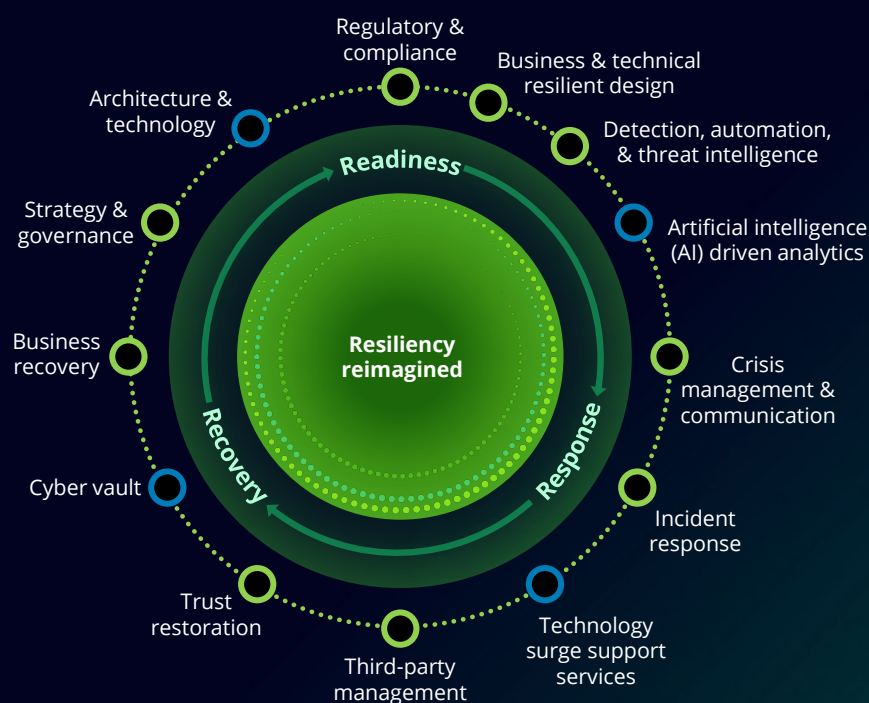 Regulatory &
compliance
Business & technical
resilient design
Detection, automation,
& threat intelligence
Artificial intelligence
(AI) driven analytics
Crisis
management &
communication
Incident
response
Technology
surge support
services
Third-party
management
Trust
restoration
Cyber vault
Business
recovery
Strategy &
governance
Architecture &
technology
Readiness
Response
Recovery
Resiliency
reimagined